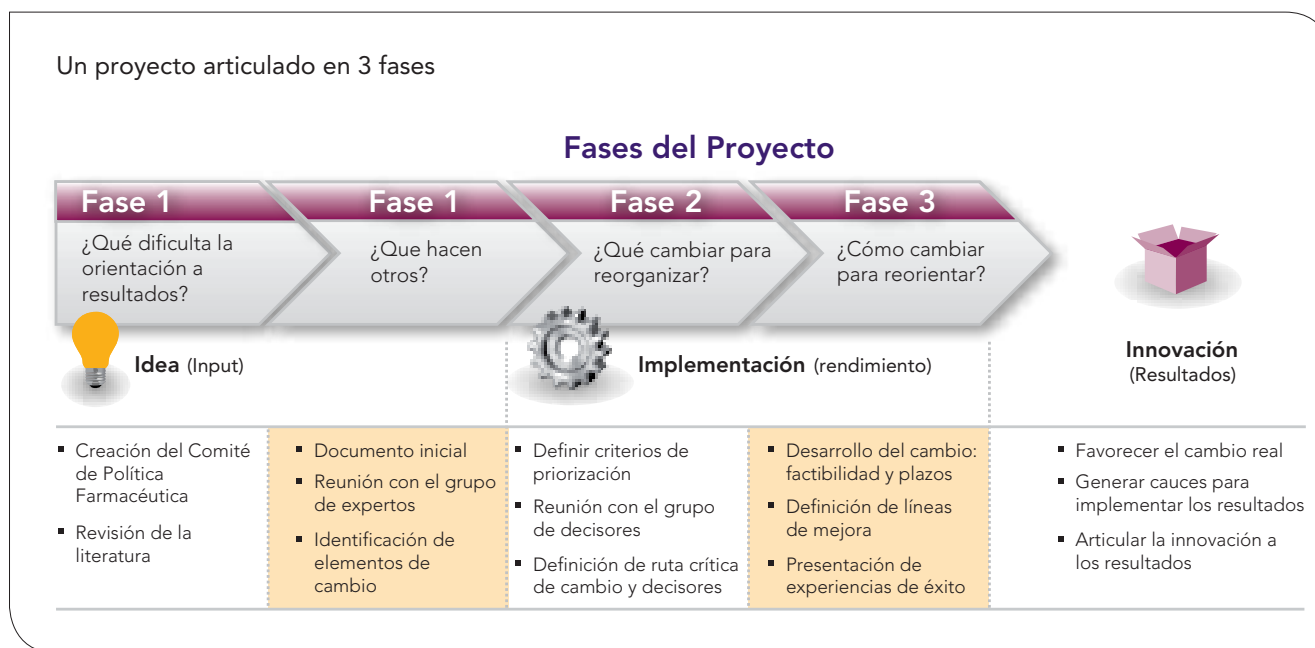 Un proyecto articulado en 3 fases
Fases del Proyecto
Fase 1
¿Qué dificulta la
orientación a
resultados?
Fase 1
¿Que hacen
otros?
Fase 2
¿Qué cambiar para
reorganizar?
Fase 3
¿Cómo cambiar
para reorientar?
Idea (Input)
Implementación (rendimiento)
Innovación
(Resultados)
▪ Creación del Comité
de Política
Farmacéutica
▪ Revisión de la
literatura
▪ Documento inicial
▪ Reunión con el grupo
de expertos
▪ Identificación de
elementos de
cambio
▪ Definir criterios de
priorización
▪ Reunión con el grupo
de decisores
▪ Definición de ruta crítica
de cambio y decisores
▪ Desarrollo del cambio:
factibilidad y plazos
▪ Definición de líneas
de mejora
▪ Presentación de
experiencias de éxito
▪ Favorecer el cambio real
▪ Generar cauces para
implementar los resultados
▪ Articular la innovación a
los resultados